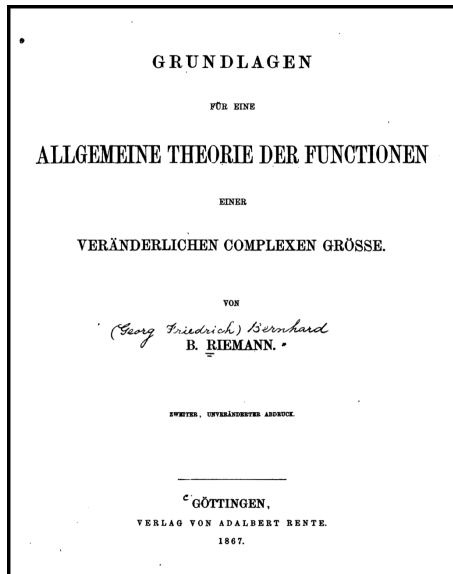 GRUNDLAGEN
FÜR EINE
ALLGEMEINE THEORIE DER FUNCTIONEN
EINER
VERÄNDERLICHEN COMPLEXEN GRÖSSE.
VON
(Georg Friedrich) Bernhard
B. RIEMANN.
ZWEITER, UNVERÄNDERTER ABDRUCK.
GÖTTINGEN,
VERLAG VON ADALBERT RENTE.
1867.